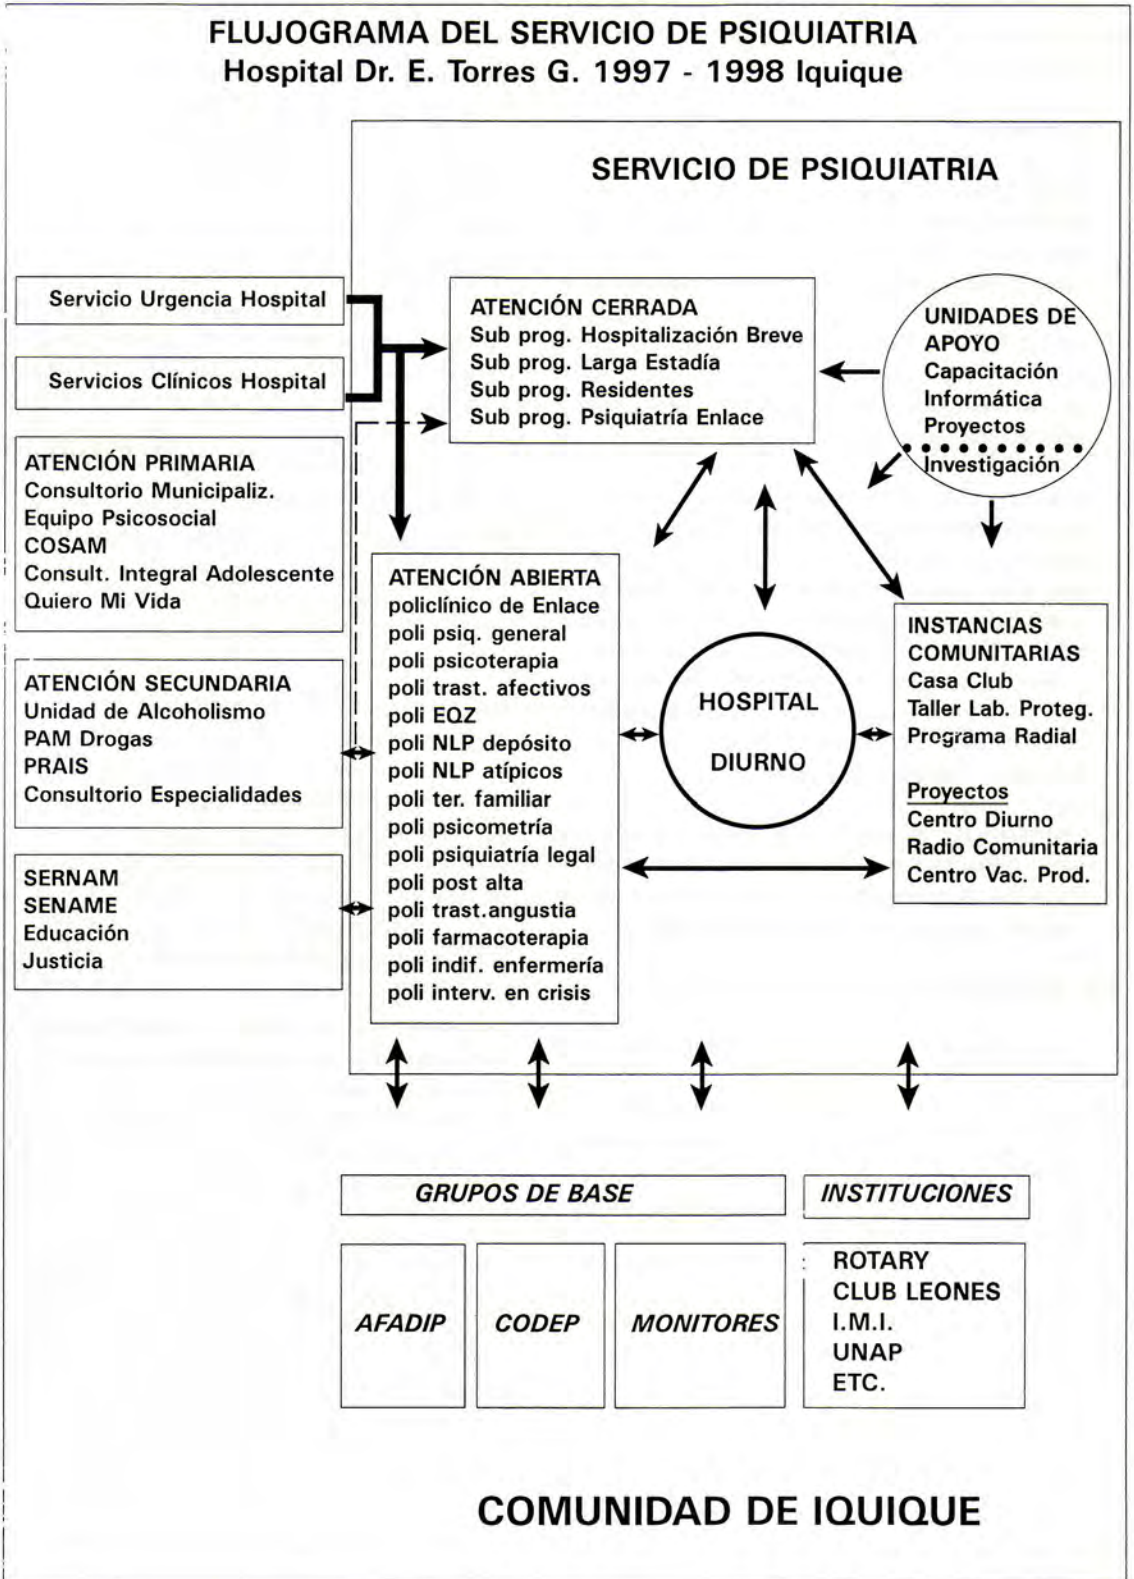 FLUJOGRAMA DEL SERVICIO DE PSIQUIATRIA
Hospital Dr. E. Torres G. 1997 - 1998 Iquique
SERVICIO DE PSIQUIATRIA
Servicio Urgencia Hospital
Servicios Clínicos Hospital
ATENCIÓN PRIMARIA
Consultorio Municipaliz.
Equipo Psicosocial
COSAM
Consult. Integral Adolescente
Quiero Mi Vida
ATENCIÓN SECUNDARIA
Unidad de Alcoholismo
PAM Drogas
PRAIS
Consultorio Especialidades
SERNAM
SENAME
Educación
Justicia
ATENCIÓN CERRADA
Sub prog. Hospitalización Breve
Sub prog. Larga Estadía
Sub prog. Residentes
Sub prog. Psiquiatría Enlace
UNIDADES DE
APOYO
Capacitación
Informática
Proyectos
Investigación
ATENCIÓN ABIERTA
policlínico de Enlace
poli psiq. general
poli psicoterapia
poli trast. afectivos
poli EQZ
poli NLP depósito
poli NLP atípicos
poli ter. familiar
poli psicometría
poli psiquiatría legal
poli post alta
poli trast.angustia
poli farmacoterapia
poli indif. enfermería
poli interv. en crisis
HOSPITAL
DIURNO
INSTANCIAS
COMUNITARIAS
Casa Club
Taller Lab. Proteg.
Programa Radial
Proyectos
Centro Diurno
Radio Comunitaria
Centro Vac. Prod.
GRUPOS DE BASE
INSTITUCIONES
AFADIP
CODEP
MONITORES
ROTARY
CLUB LEONES
I.M.I.
UNAP
ETC.
COMUNIDAD DE IQUIQUE